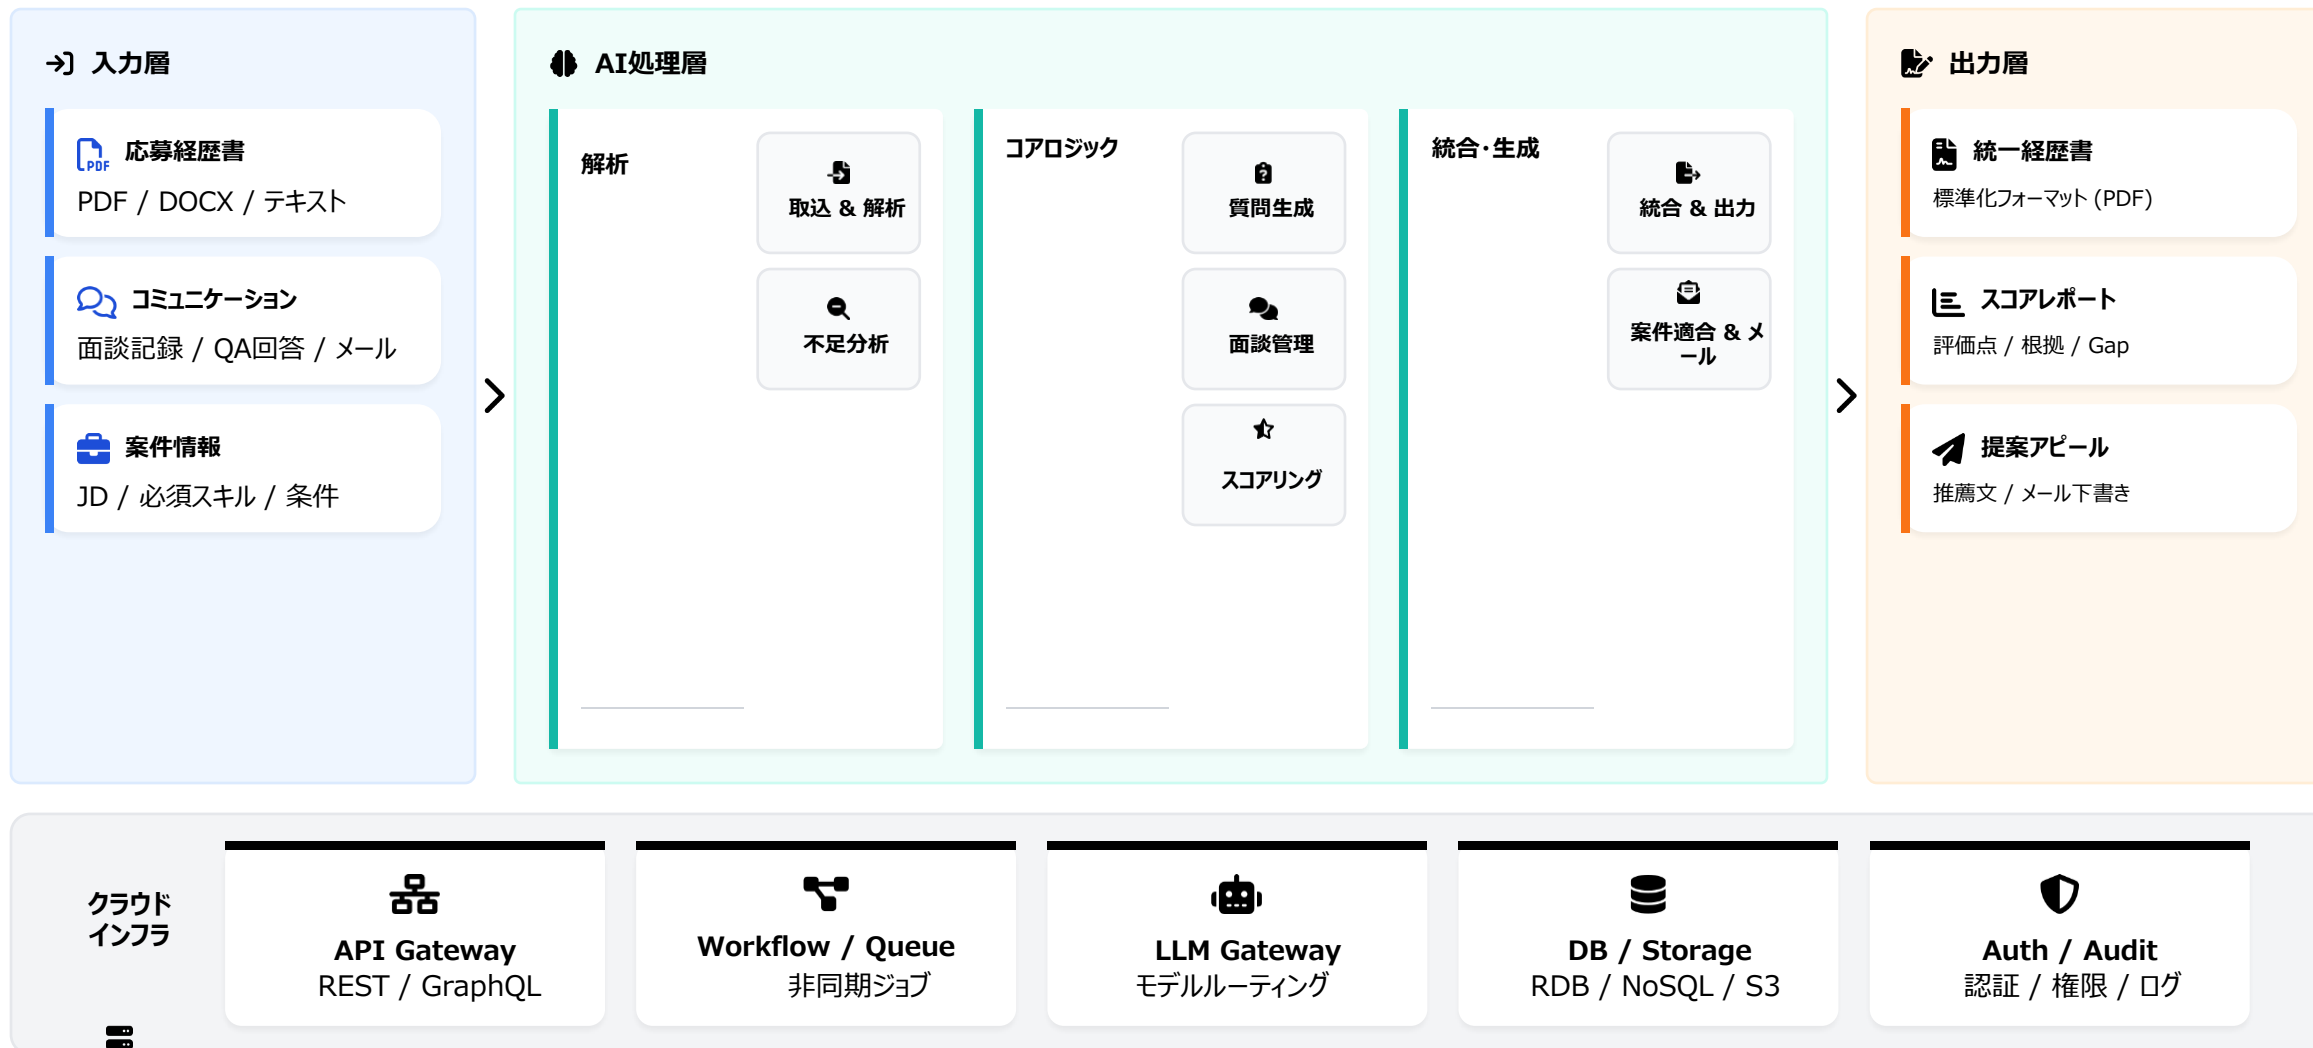 入力層
応募経歴書
PDF / DOCX / テキスト
コミュニケーション
面談記録 / QA回答 / メール
案件情報
JD / 必須スキル / 条件
AI処理層
解析
取込 & 解析
不足分析
コアロジック
質問生成
面談管理
スコアリング
統合・生成
統合 & 出力
案件適合 & メ
ール
出力層
統一経歴書
標準化フォーマット (PDF)
スコアレポート
評価点 / 根拠 / Gap
提案アピール
推薦文 / メール下書き
クラウド
インフラ
API Gateway
REST / GraphQL
Workflow / Queue
非同期ジョブ
LLM Gateway
モデルルーティング
DB / Storage
RDB / NoSQL / S3
Auth / Audit
認証 / 権限 / ログ